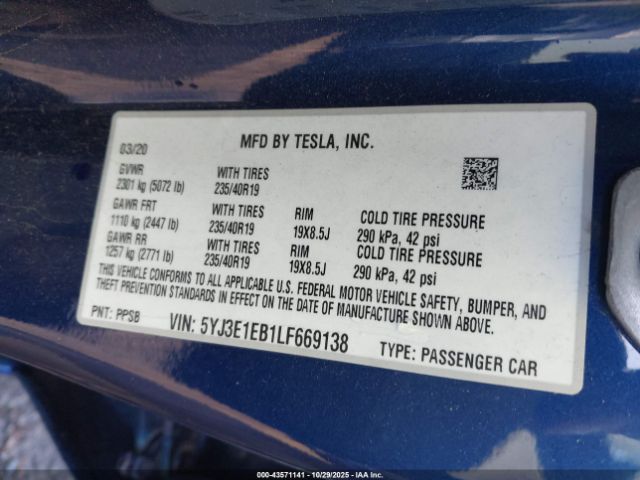 03/20 MFD BY TESLA, INC.
GVWR WITH TIRES
2301 kg (5072 lb) 235/40R19
GAWR FRT WITH TIRES RIM COLD TIRE PRESSURE
1110 kg (2447 lb) 235/40R19 19X8.5J 290 kPa, 42 psi
GAWR RR WITH TIRES RIM COLD TIRE PRESSURE
1257 kg (2771 lb) 235/40R19 19X8.5J 290 kPa, 42 psi
THIS VEHICLE CONFORMS TO ALL APPLICABLE U.S. FEDERAL MOTOR VEHICLE SAFETY, BUMPER, AND
THEFT PREVENTION STANDARDS IN EFFECT ON THE DATE OF MANUFACTURE SHOWN ABOVE.
PNT: PPSB VIN: 5YJ3E1EB1LF669138 TYPE: PASSENGER CAR
000-43571141 - 10/29/2025 - IAAI.CA